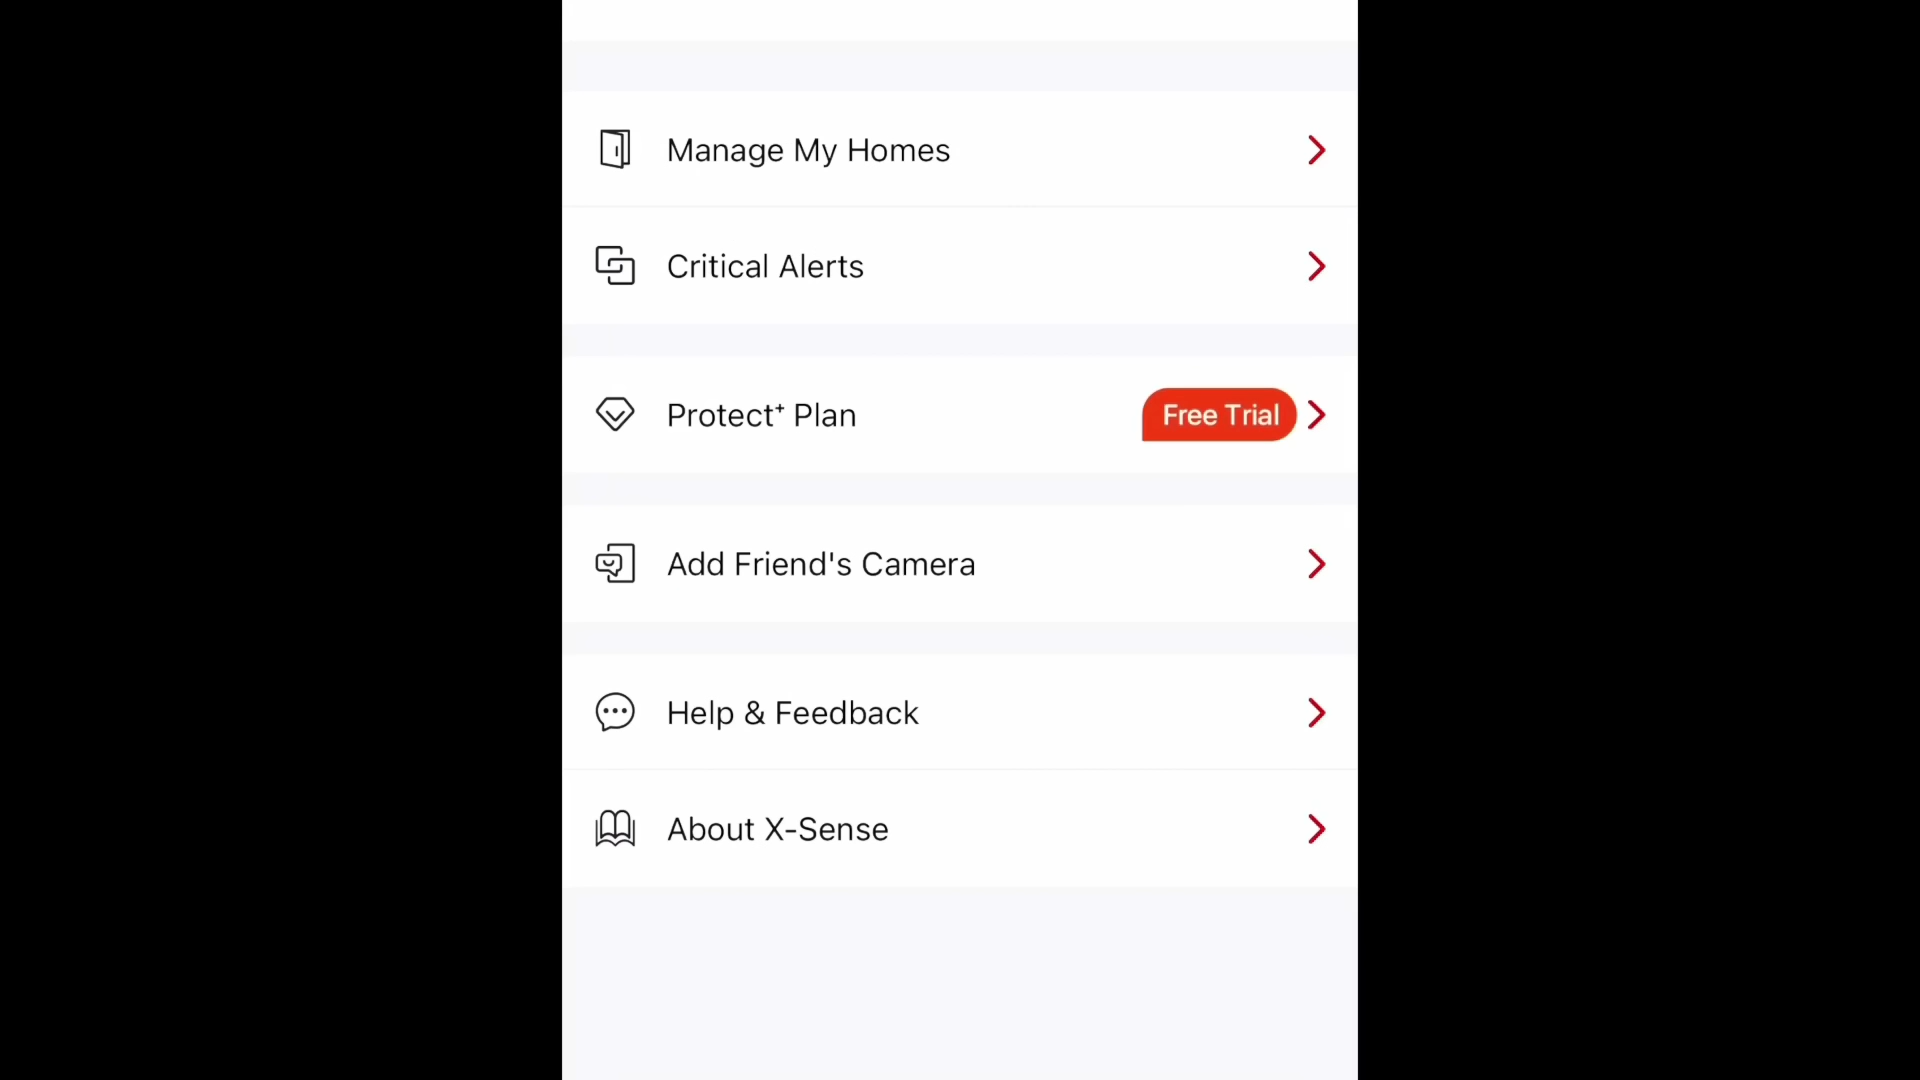 Manage My Homes
Critical Alerts
Protect⁺ Plan
Free Trial
Add Friend's Camera
Help & Feedback
About X-Sense